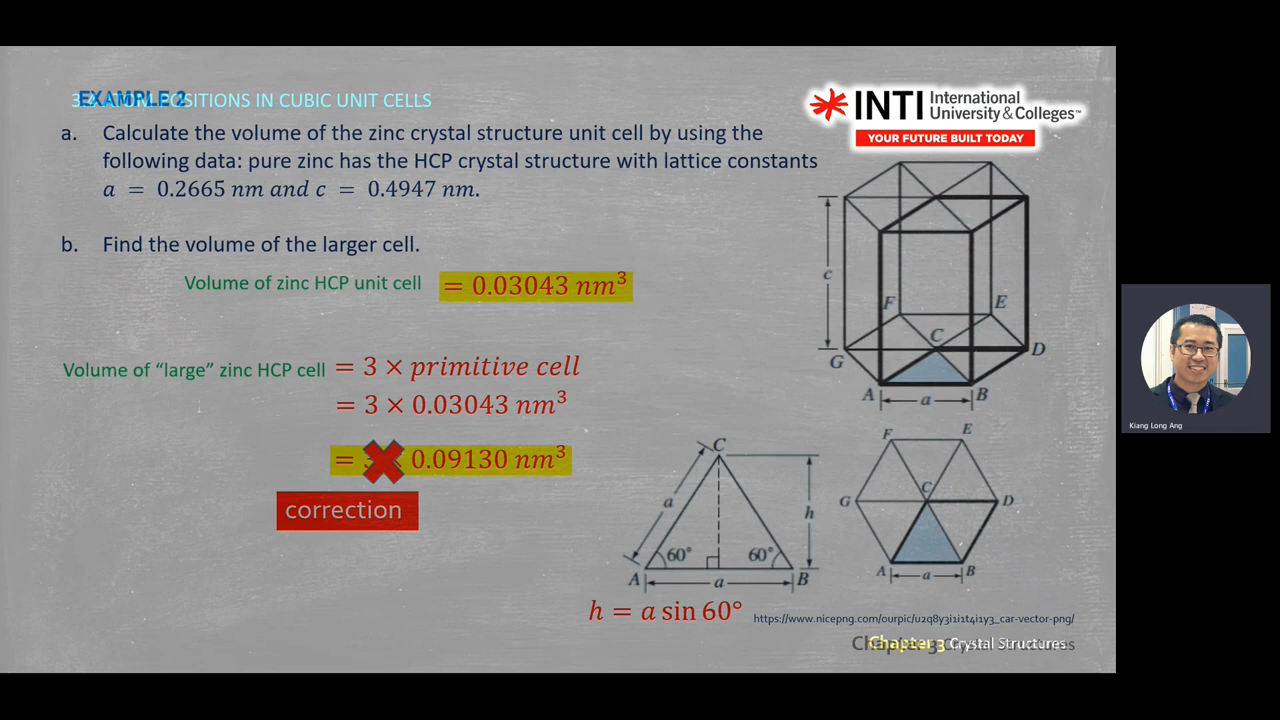 EXAMPLE 2
3.4 ATOM POSITIONS IN CUBIC UNIT CELLS
INTI International
University & Colleges™
YOUR FUTURE BUILT TODAY
a. Calculate the volume of the zinc crystal structure unit cell by using the
following data: pure zinc has the HCP crystal structure with lattice constants
a = 0.2665 nm and c = 0.4947 nm.
b. Find the volume of the larger cell.
Volume of zinc HCP unit cell = 0.03043 nm³
Volume of “large” zinc HCP cell = 3 × primitive cell
= 3 × 0.03043 nm³
= 0.09130 nm³
correction
c
F
E
C
G
D
A
a
B
C
a
h
60°
60°
A
a
B
h = a sin 60°
F
E
C
G
D
A
a
B
https://www.nicepng.com/ourpic/u2q8y3i1i1t4i1y3_car-vector-png/
Chapter 3 Crystal Structures
Kiang Long Ang